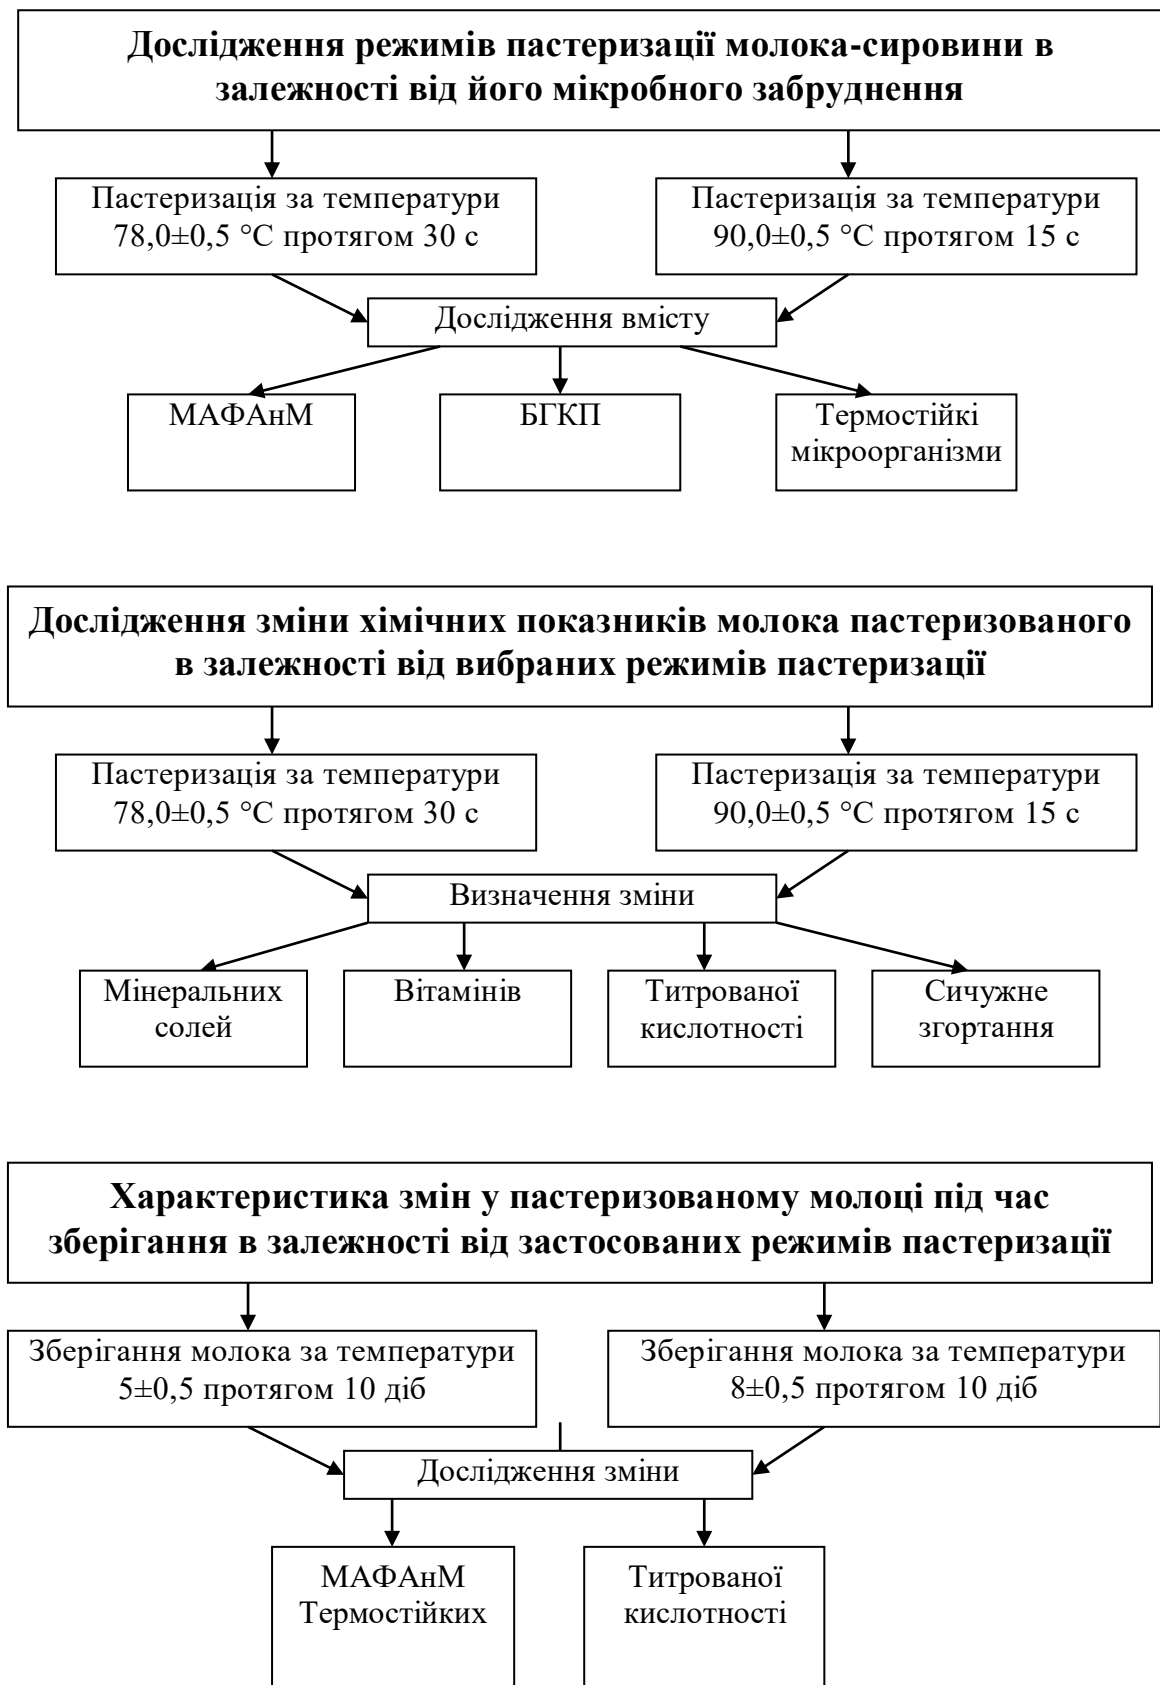 Дослідження режимів пастеризації молока-сировини в
залежності від його мікробного забруднення
Пастеризація за температури
78,0±0,5 °С протягом 30 с
Пастеризація за температури
90,0±0,5 °С протягом 15 с
Дослідження вмісту
МАФАнМ
БГКП
Термостійкі
мікроорганізми
Дослідження зміни хімічних показників молока пастеризованого
в залежності від вибраних режимів пастеризації
Пастеризація за температури
78,0±0,5 °С протягом 30 с
Пастеризація за температури
90,0±0,5 °С протягом 15 с
Визначення зміни
Мінеральних
солей
Вітамінів
Титрованої
кислотності
Сичужне
згортання
Характеристика змін у пастеризованому молоці під час
зберігання в залежності від застосованих режимів пастеризації
Зберігання молока за температури
5±0,5 протягом 10 діб
Зберігання молока за температури
8±0,5 протягом 10 діб
Дослідження зміни
МАФАнМ
Термостійких
Титрованої
кислотності